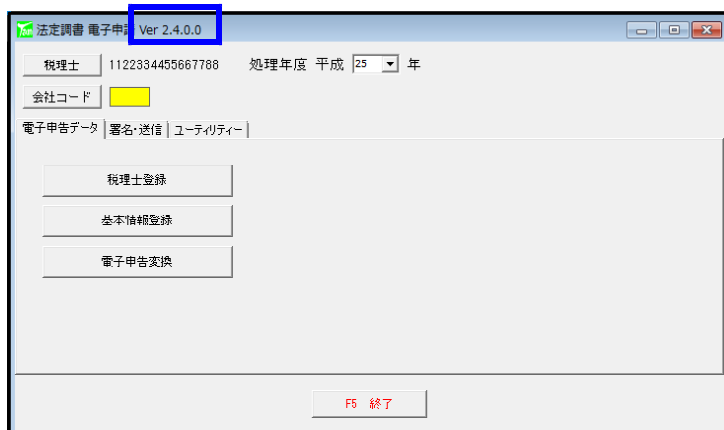 法定調書 電子申請 Ver 2.4.0.0
税理士 1122334455667788 処理年度 平成 25 年
会社コード
電子申告データ 署名・送信 ユーティリティー
税理士登録
基本情報登録
電子申告変換
F5 終了